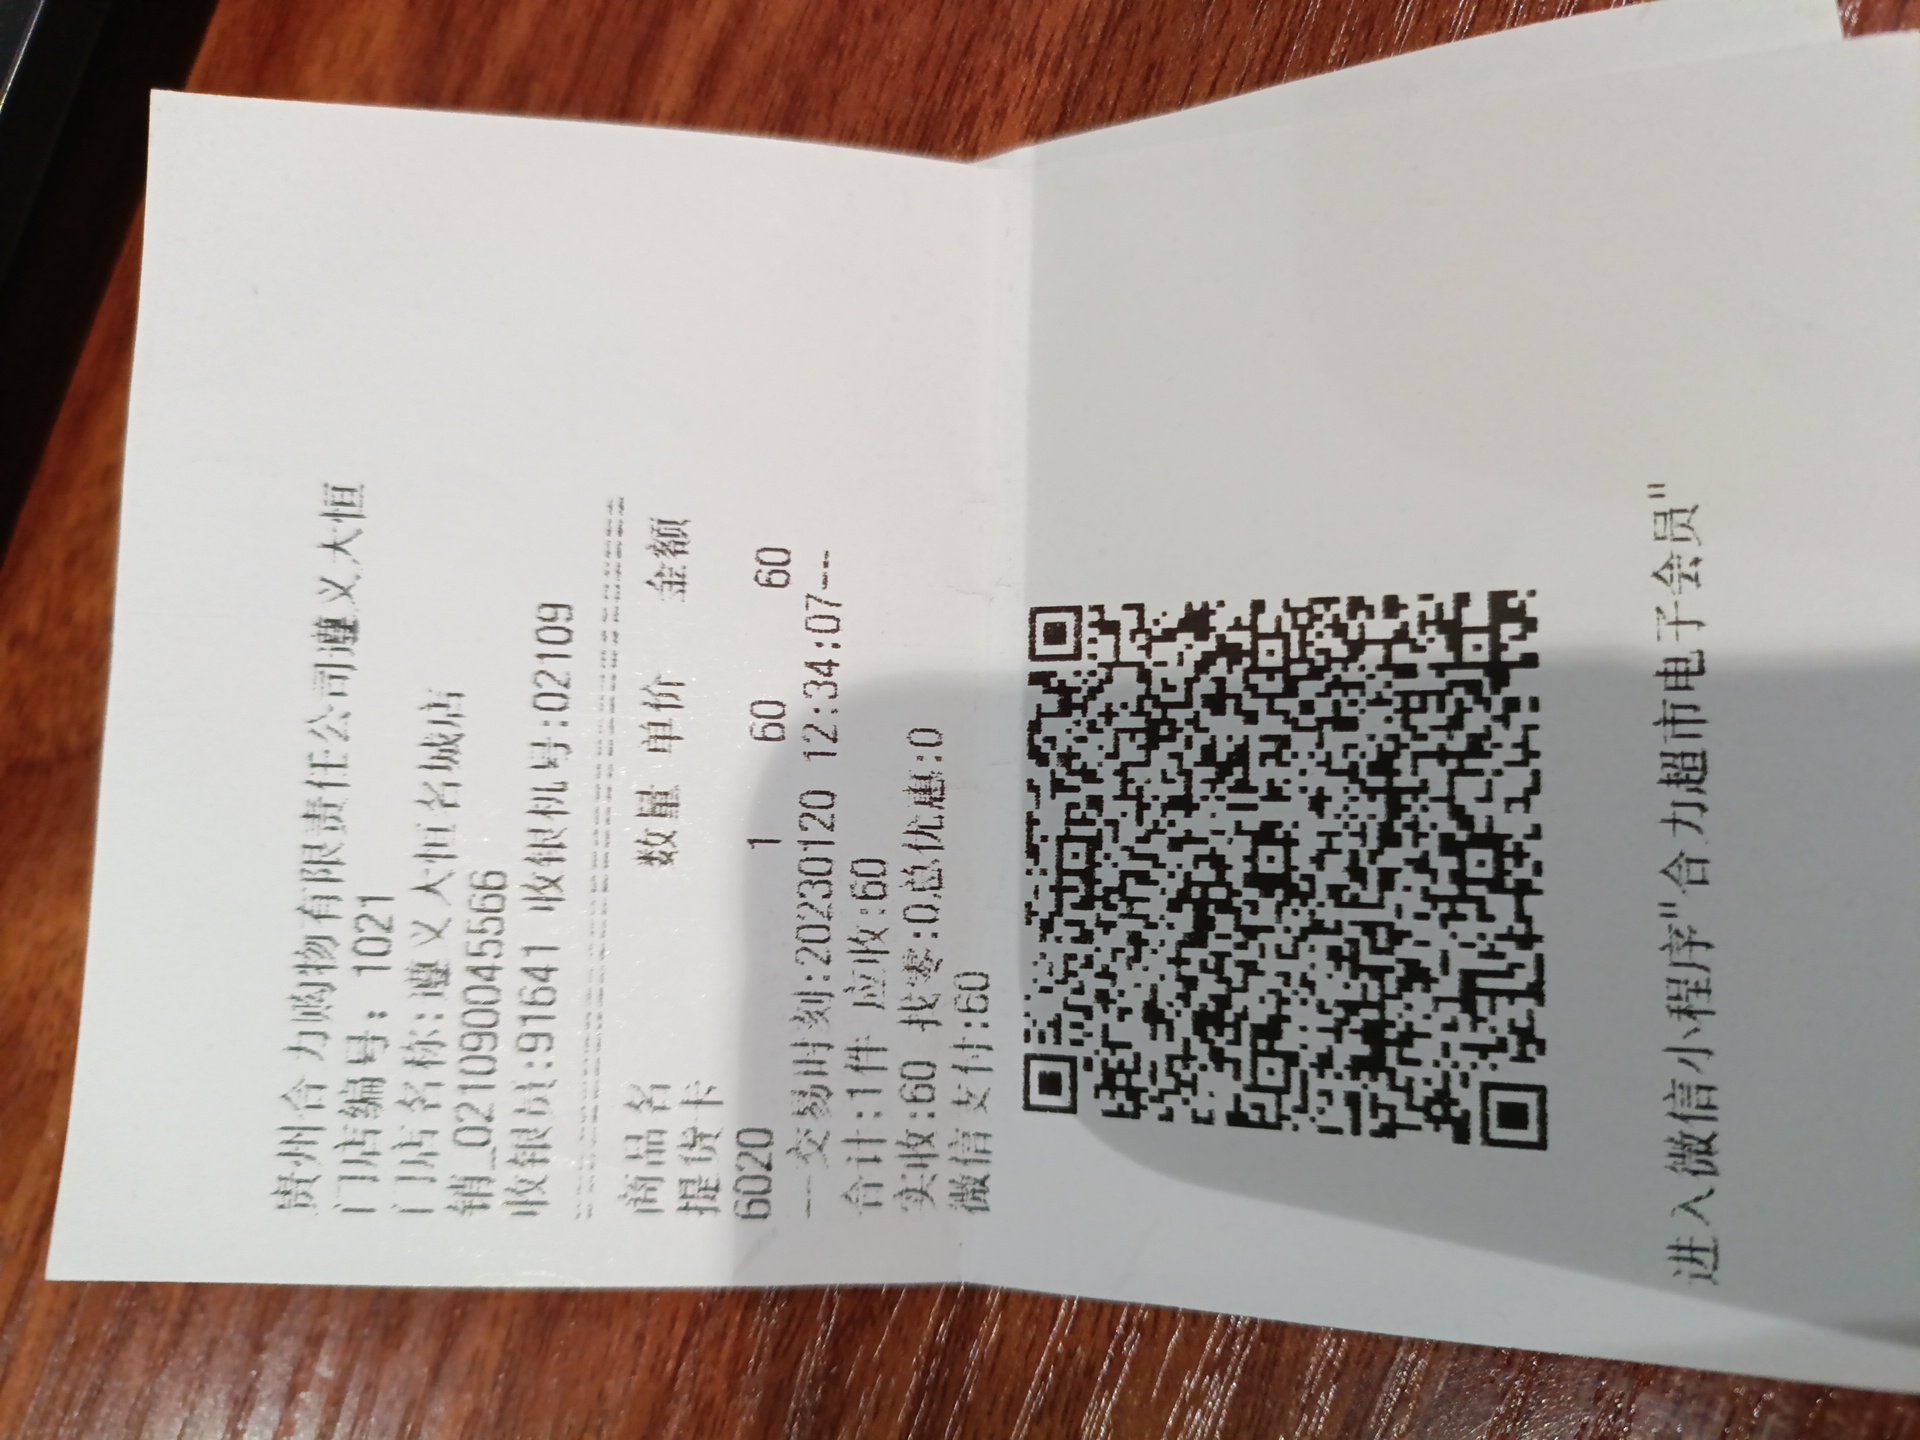 贵州合力购物有限责任公司遵义大恒
门店编号: 1021
门店名称:遵义大恒名城店
销_021090045566
收银员:91641 收银机号:02109
商品名 数量 单价 金额
提货卡
6020 1 60 60
--交易时刻:20230120 12:34:07--
合计:1件 应收:60
实收:60 找零:0总优惠:0
微信支付:60
进入微信小程序"合力超市电子会员"